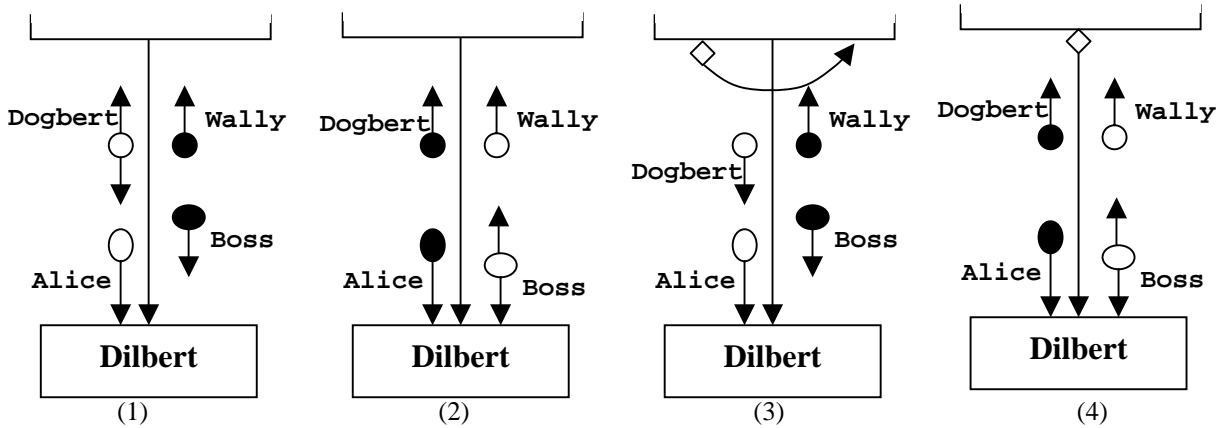 Dogbert Wally
Alice Boss
Dilbert
(1)
Dogbert Wally
Alice Boss
Dilbert
(2)
Dogbert Wally
Alice Boss
Dilbert
(3)
Dogbert Wally
Alice Boss
Dilbert
(4)